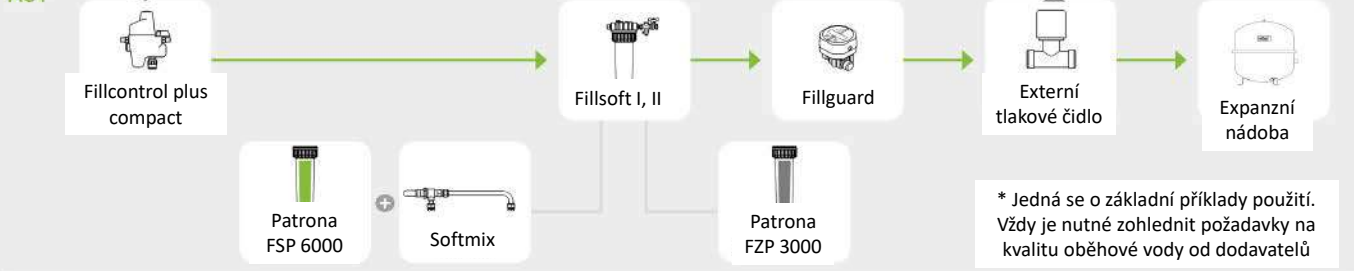 Fillcontrol plus
compact
Fillsoft I, II
Fillguard
Externí
tlakové čidlo
Expanzní
nádoba
Patrona
FSP 6000
+
Softmix
Patrona
FZP 3000
* Jedná se o základní příklady použití.
Vždy je nutné zohlednit požadavky na
kvalitu oběhové vody od dodavatelů